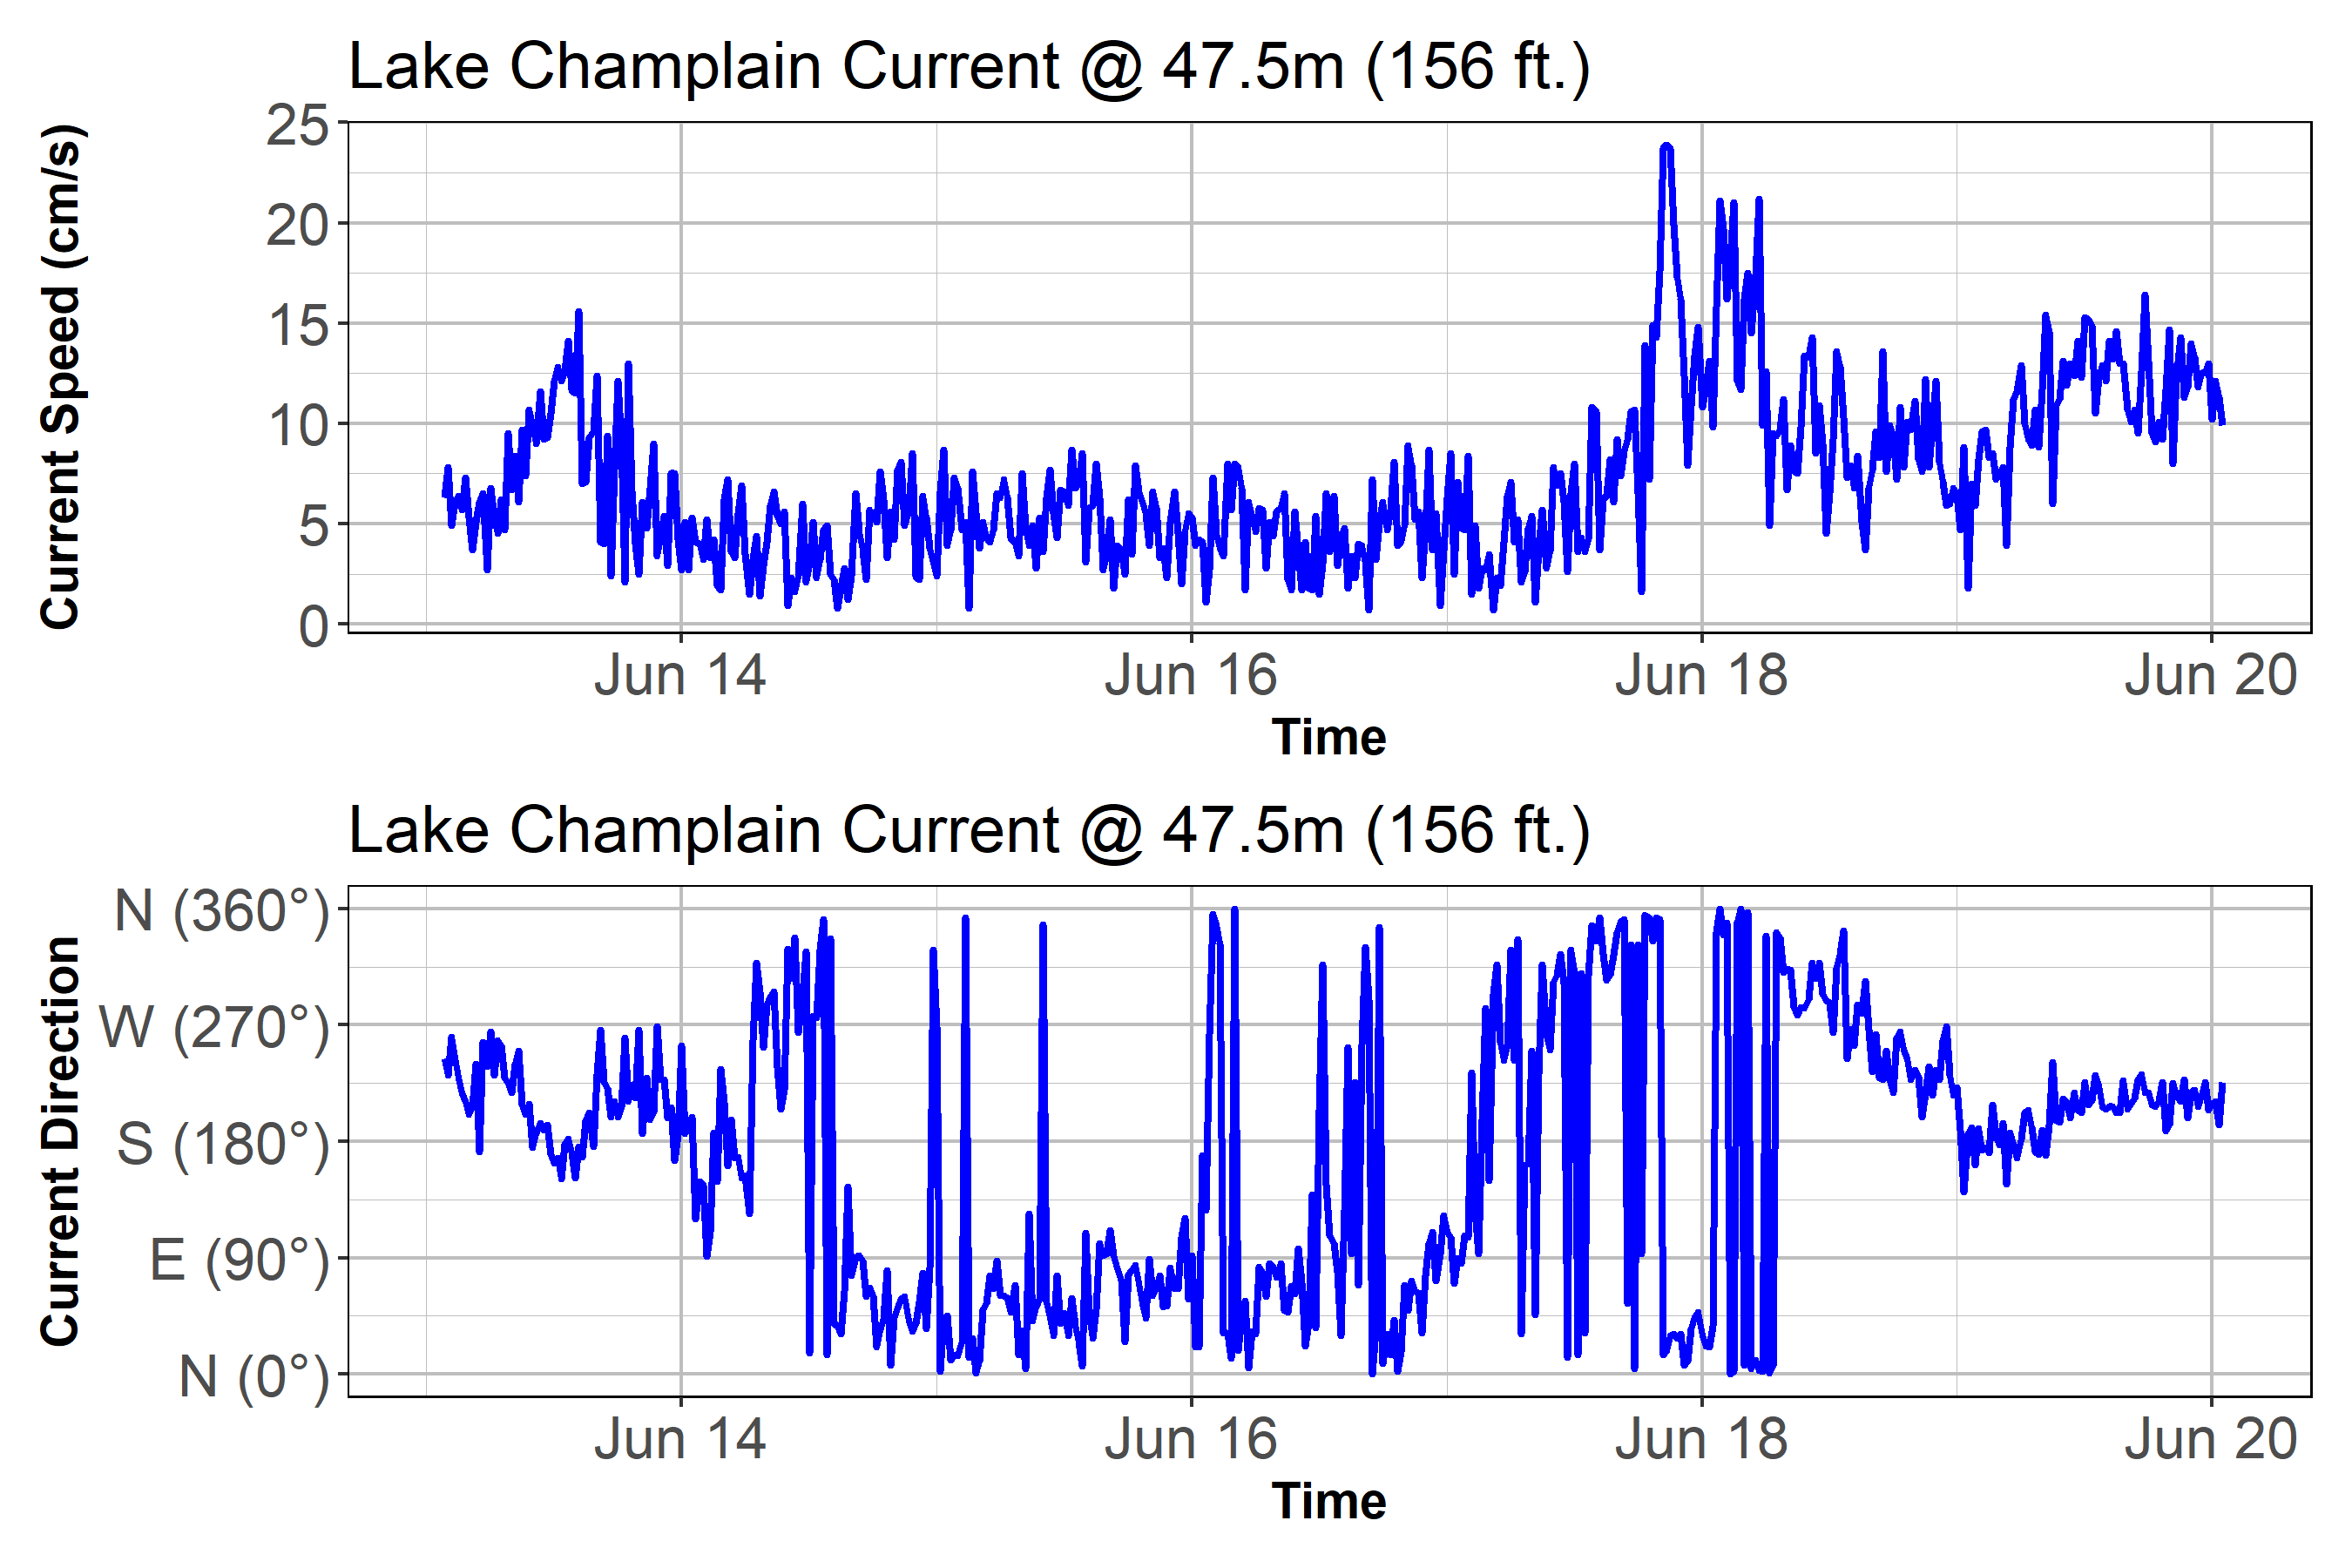 Lake Champlain Current @ 47.5m (156 ft.)
Current Speed (cm/s)
25
20
15
10
5
0
Jun 14 Jun 16 Jun 18 Jun 20
Time
Lake Champlain Current @ 47.5m (156 ft.)
Current Direction
N (360°)
W (270°)
S (180°)
E (90°)
N (0°)
Jun 14 Jun 16 Jun 18 Jun 20
Time